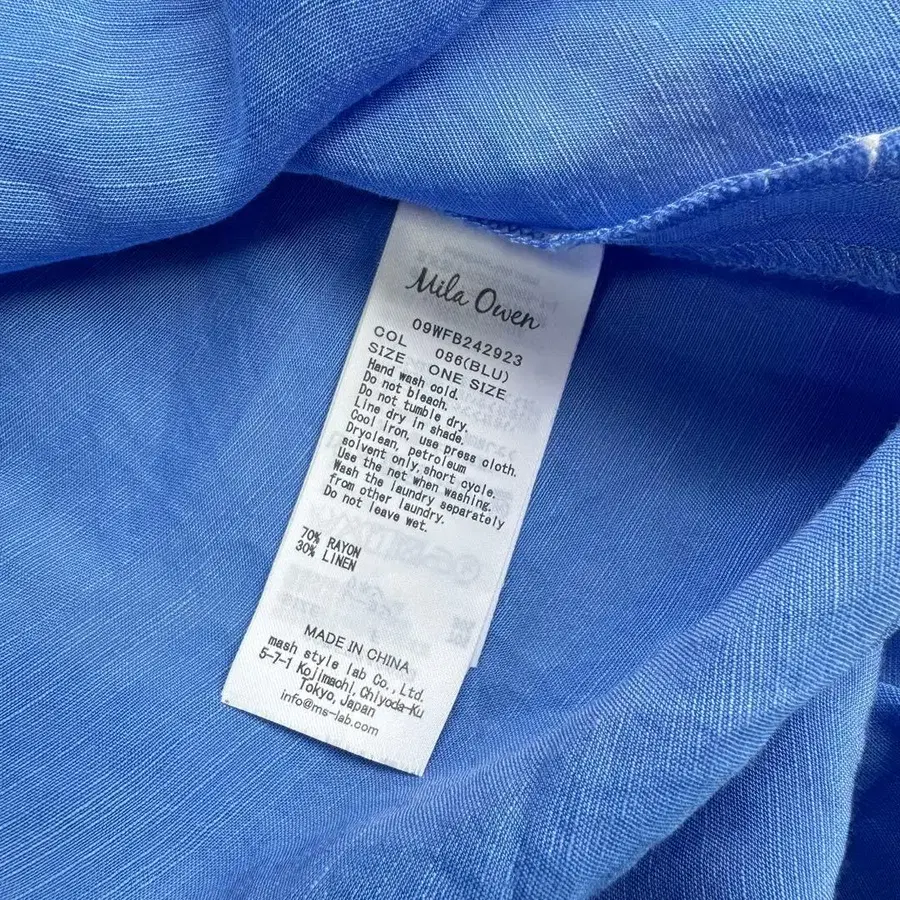 Mila Owen
09WFB242923
COL 086(BLU)
SIZE ONE SIZE
Hand wash cold.
Do not bleach.
Do not tumble dry.
Line dry in shade.
Cool iron, use press cloth.
Dryclean, petroleum
solvent only,short cycle.
Use the net when washing.
Wash the laundry separately
from other laundry.
Do not leave wet.
70% RAYON
30% LINEN
MADE IN CHINA
mash style lab Co.,Ltd.
5-7-1 Kojimachi,Chiyoda-Ku
Tokyo,Japan
info@ms-lab.com